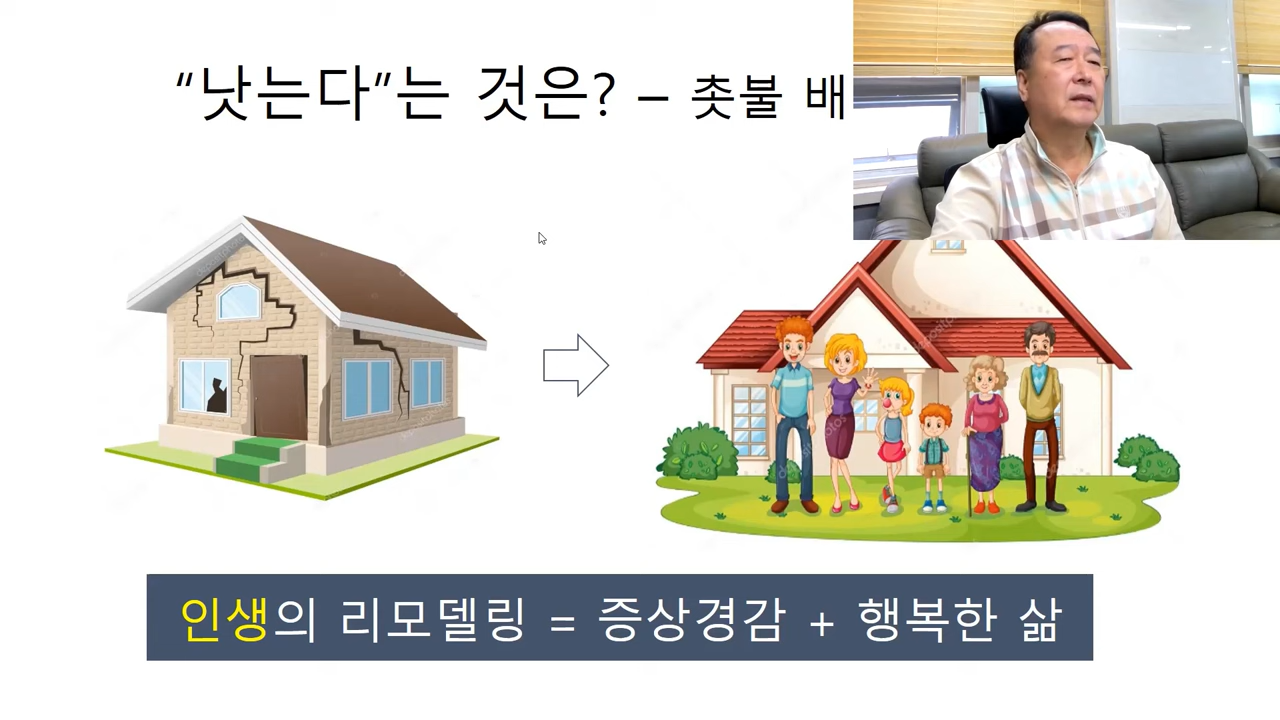 “낫는다”는 것은? – 촛불 배
인생의 리모델링 = 증상경감 + 행복한 삶